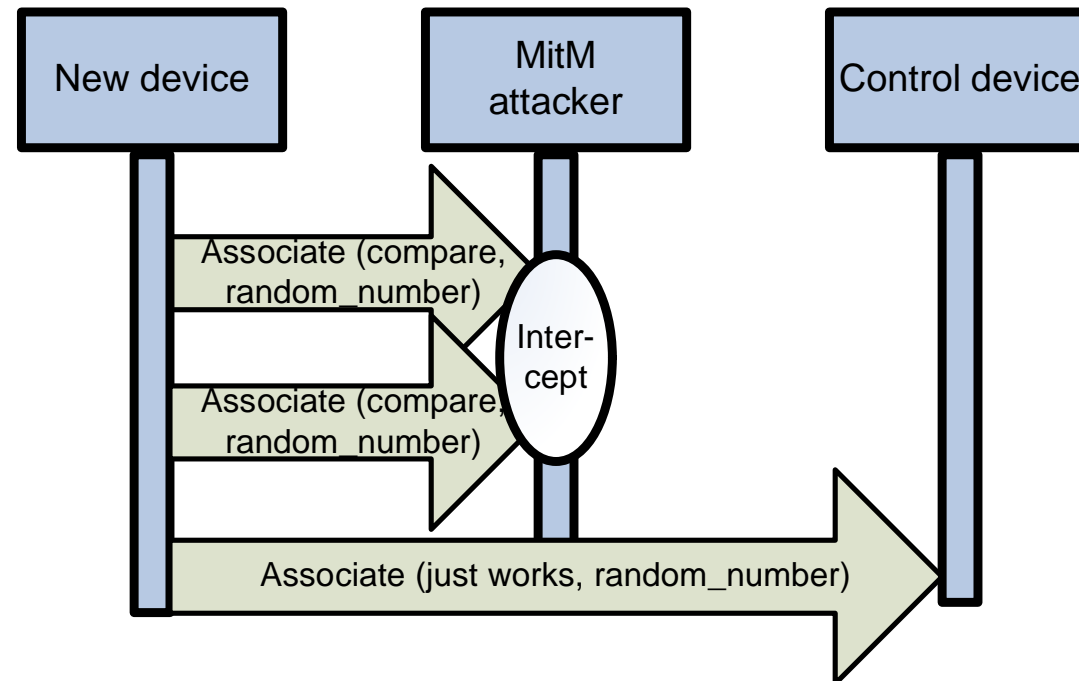 New device
MitM
attacker
Control device
Associate (compare,
random_number)
Inter-
cept
Associate (compare,
random_number)
Associate (just works, random_number)